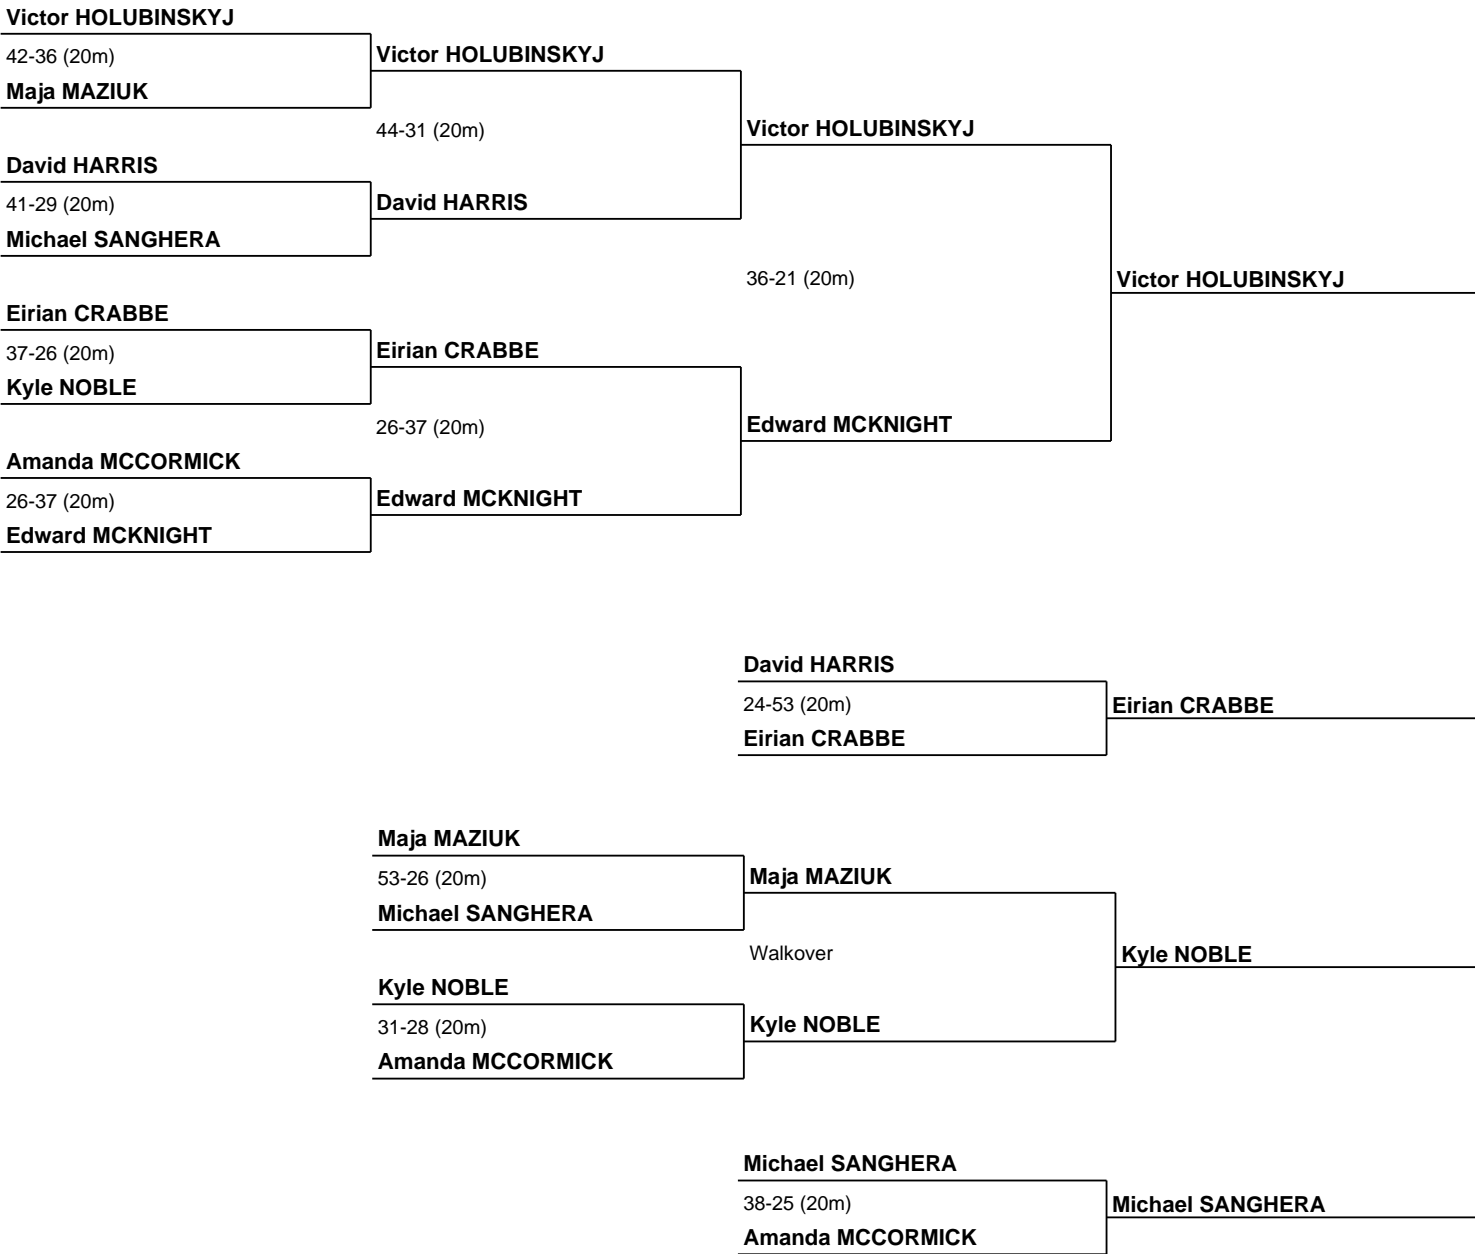 Victor HOLUBINSKYJ
42-36 (20m)
Victor HOLUBINSKYJ
Maja MAZIUK
44-31 (20m)
Victor HOLUBINSKYJ
David HARRIS
41-29 (20m)
David HARRIS
Michael SANGHERA
36-21 (20m)
Victor HOLUBINSKYJ
Eirian CRABBE
37-26 (20m)
Eirian CRABBE
Kyle NOBLE
26-37 (20m)
Edward MCKNIGHT
Amanda MCCORMICK
26-37 (20m)
Edward MCKNIGHT
Edward MCKNIGHT
David HARRIS
24-53 (20m)
Eirian CRABBE
Eirian CRABBE
Maja MAZIUK
53-26 (20m)
Maja MAZIUK
Michael SANGHERA
Walkover
Kyle NOBLE
Kyle NOBLE
31-28 (20m)
Kyle NOBLE
Amanda MCCORMICK
Michael SANGHERA
38-25 (20m)
Michael SANGHERA
Amanda MCCORMICK